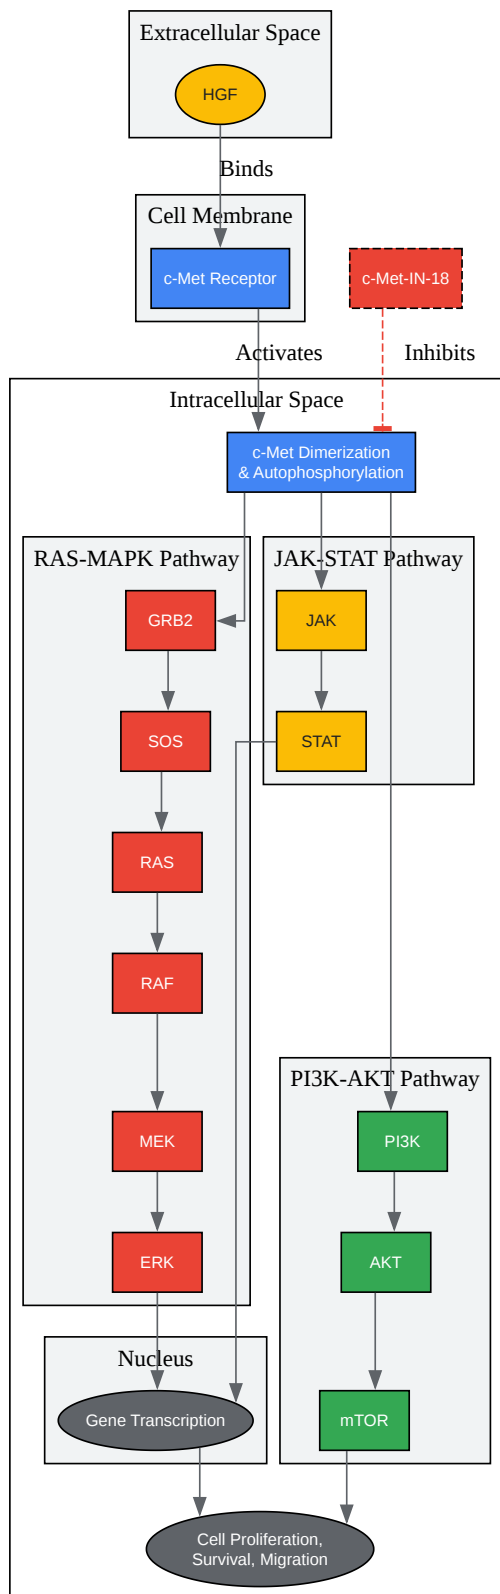 Extracellular Space
HGF
Binds
Cell Membrane
c-Met Receptor
c-Met-IN-18
Activates
Inhibits
Intracellular Space
c-Met Dimerization
& Autophosphorylation
RAS-MAPK Pathway
JAK-STAT Pathway
GRB2
JAK
SOS
STAT
RAS
RAF
PI3K-AKT Pathway
MEK
PI3K
ERK
AKT
Nucleus
Gene Transcription
mTOR
Cell Proliferation,
Survival, Migration